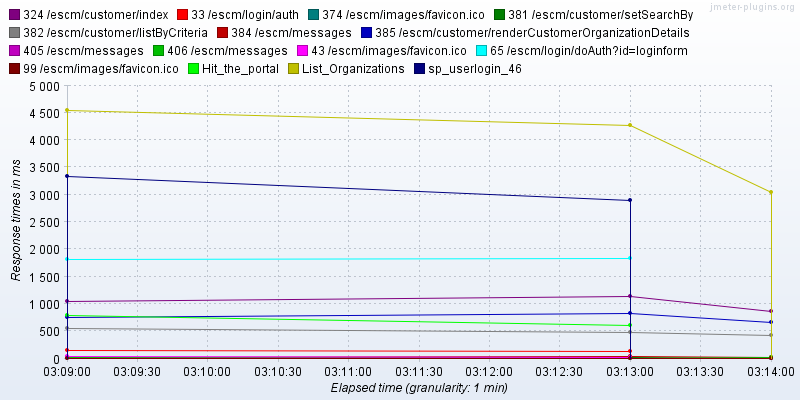 jmeter-plugins.org
324 /escm/customer/index 33 /escm/login/auth 374 /escm/images/favicon.ico 381 /escm/customer/setSearchBy
382 /escm/customer/listByCriteria 384 /escm/messages 385 /escm/customer/renderCustomerOrganizationDetails
405 /escm/messages 406 /escm/messages 43 /escm/images/favicon.ico 65 /escm/login/doAuth?id=loginform
99 /escm/images/favicon.ico Hit_the_portal List_Organizations sp_userlogin_46
5 000
4 500
4 000
3 500
3 000
2 500
2 000
1 500
1 000
500
0
Response times in ms
03:09:00 03:09:30 03:10:00 03:10:30 03:11:00 03:11:30 03:12:00 03:12:30 03:13:00 03:13:30 03:14:00
Elapsed time (granularity: 1 min)